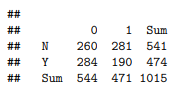 ##
##       0    1    Sum
## N     260  281  541
## Y     284  190  474
## Sum   544  471  1015